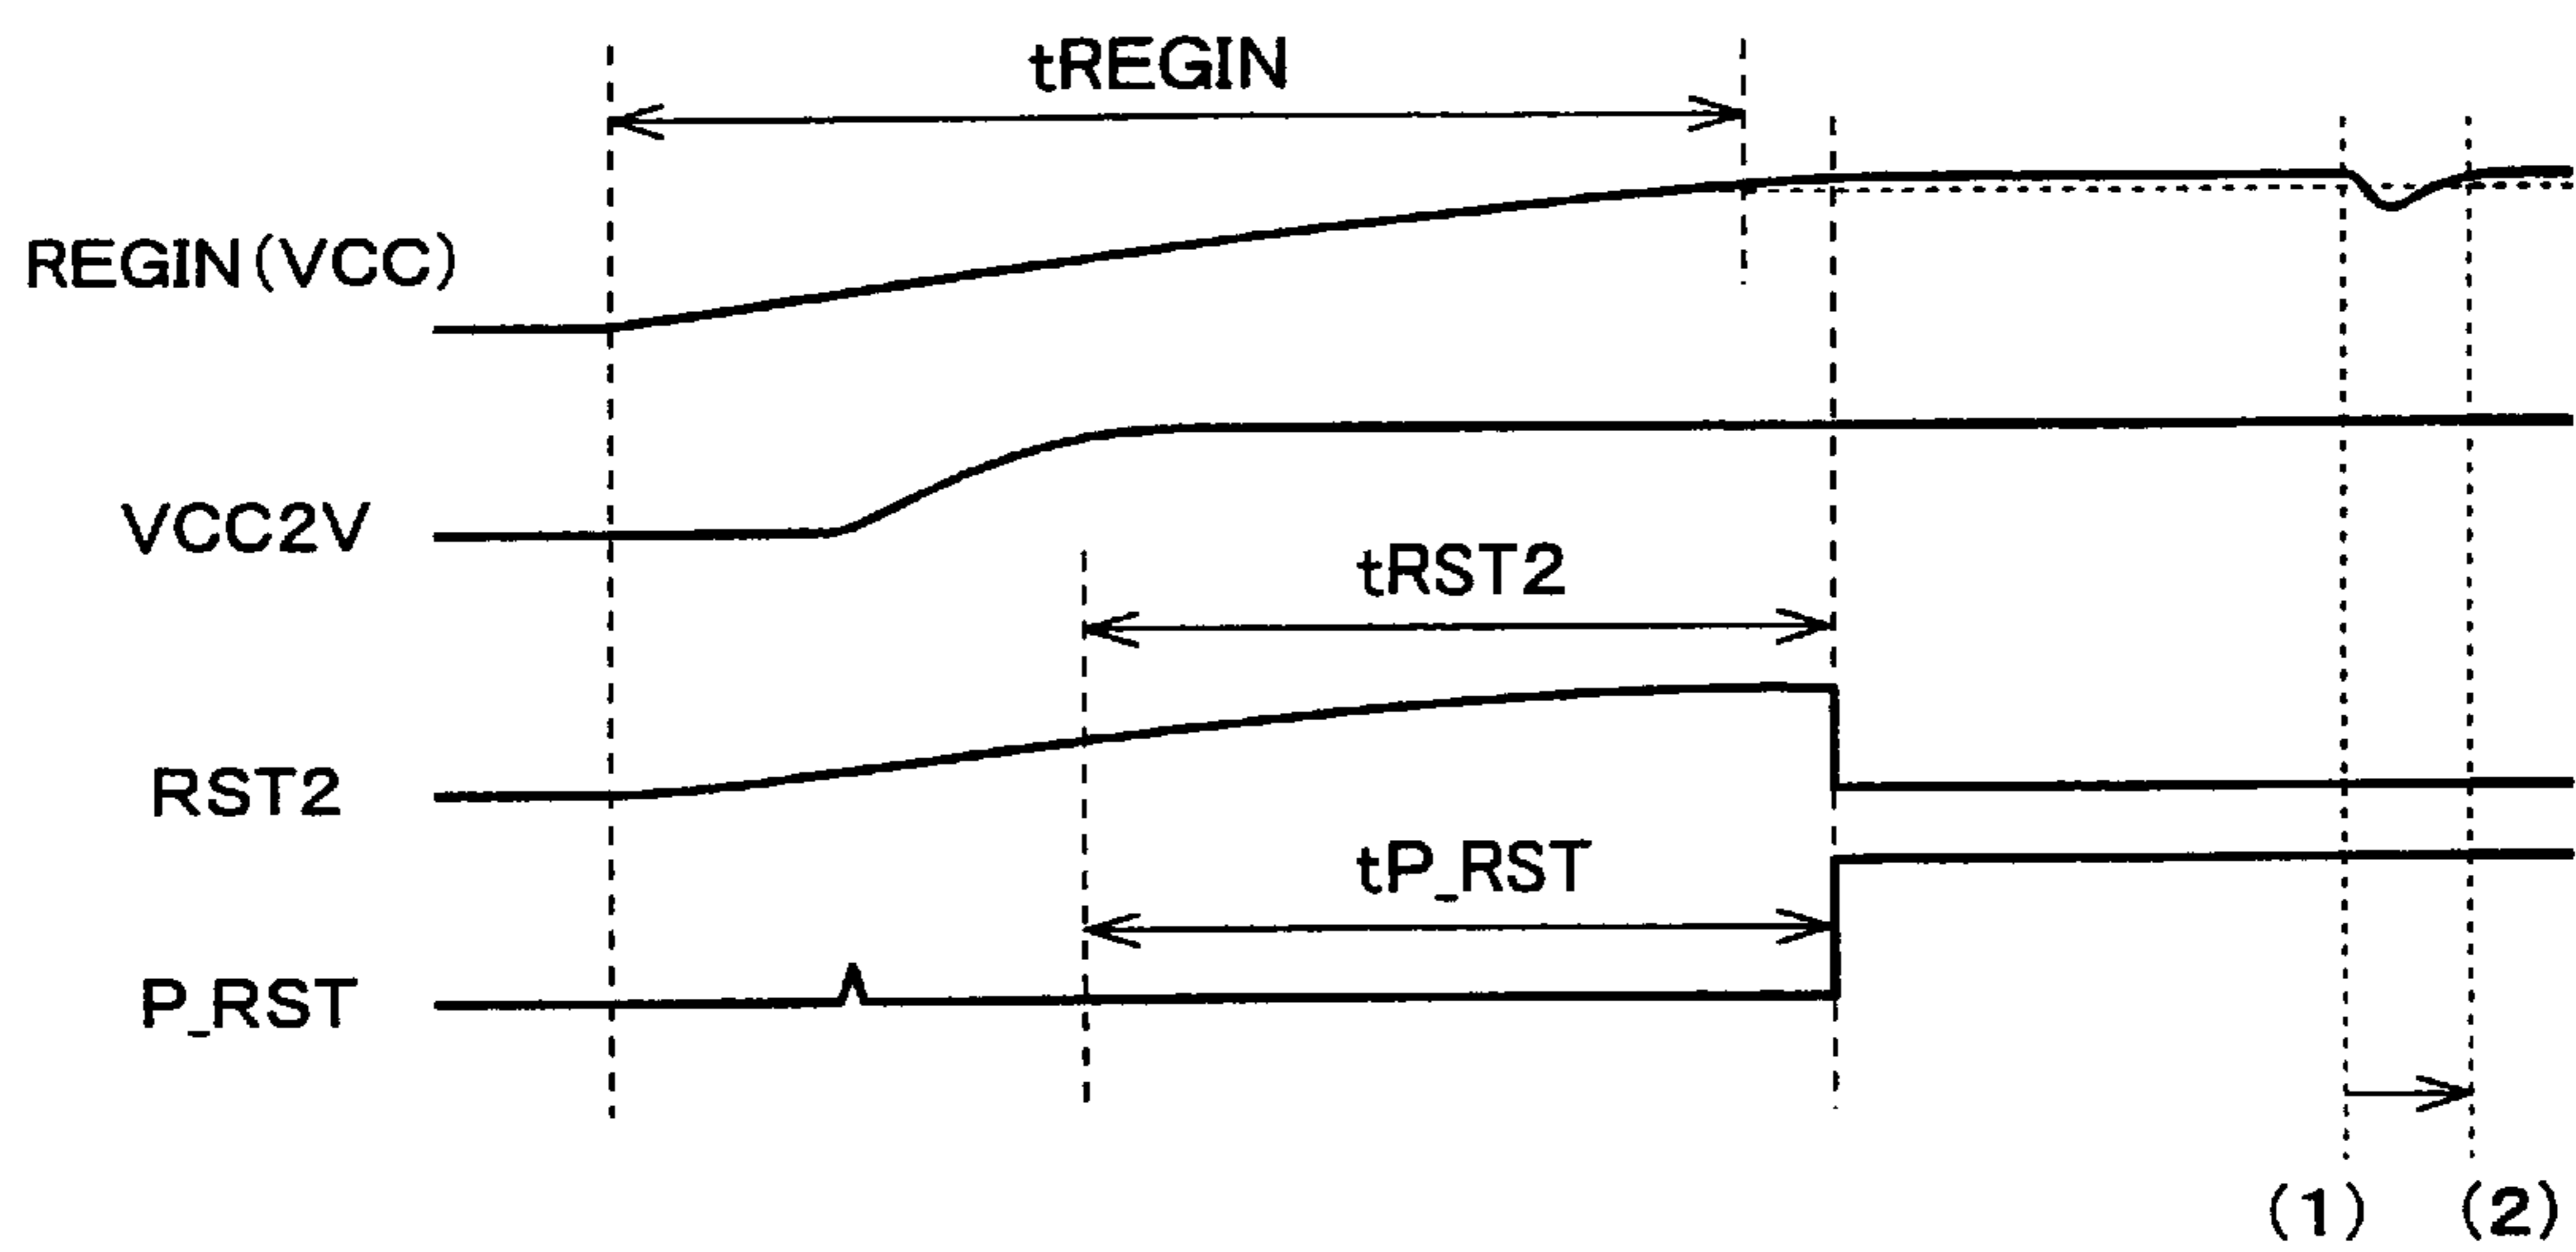 tREGIN
REGIN(VCC)
VCC2V
tRST2
RST2
tP_RST
P_RST
(1) (2)